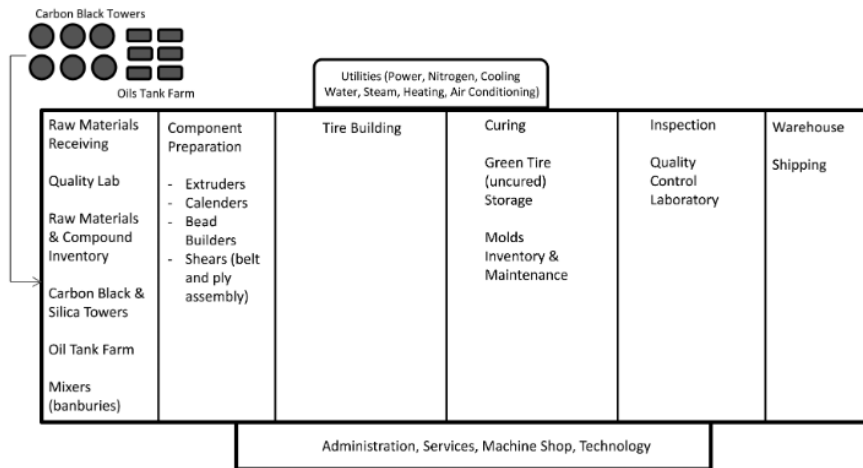 Carbon Black Towers
Oils Tank Farm
Utilities (Power, Nitrogen, Cooling
Water, Steam, Heating, Air Conditioning)
Raw Materials
Receiving
Quality Lab
Raw Materials
& Compound
Inventory
Carbon Black &
Silica Towers
Oil Tank Farm
Mixers
(banburies)
Component
Preparation
- Extruders
- Calenders
- Bead
Builders
- Shears (belt
and ply
assembly)
Tire Building
Curing
Green Tire
(uncured)
Storage
Molds
Inventory &
Maintenance
Inspection
Quality
Control
Laboratory
Warehouse
Shipping
Administration, Services, Machine Shop, Technology